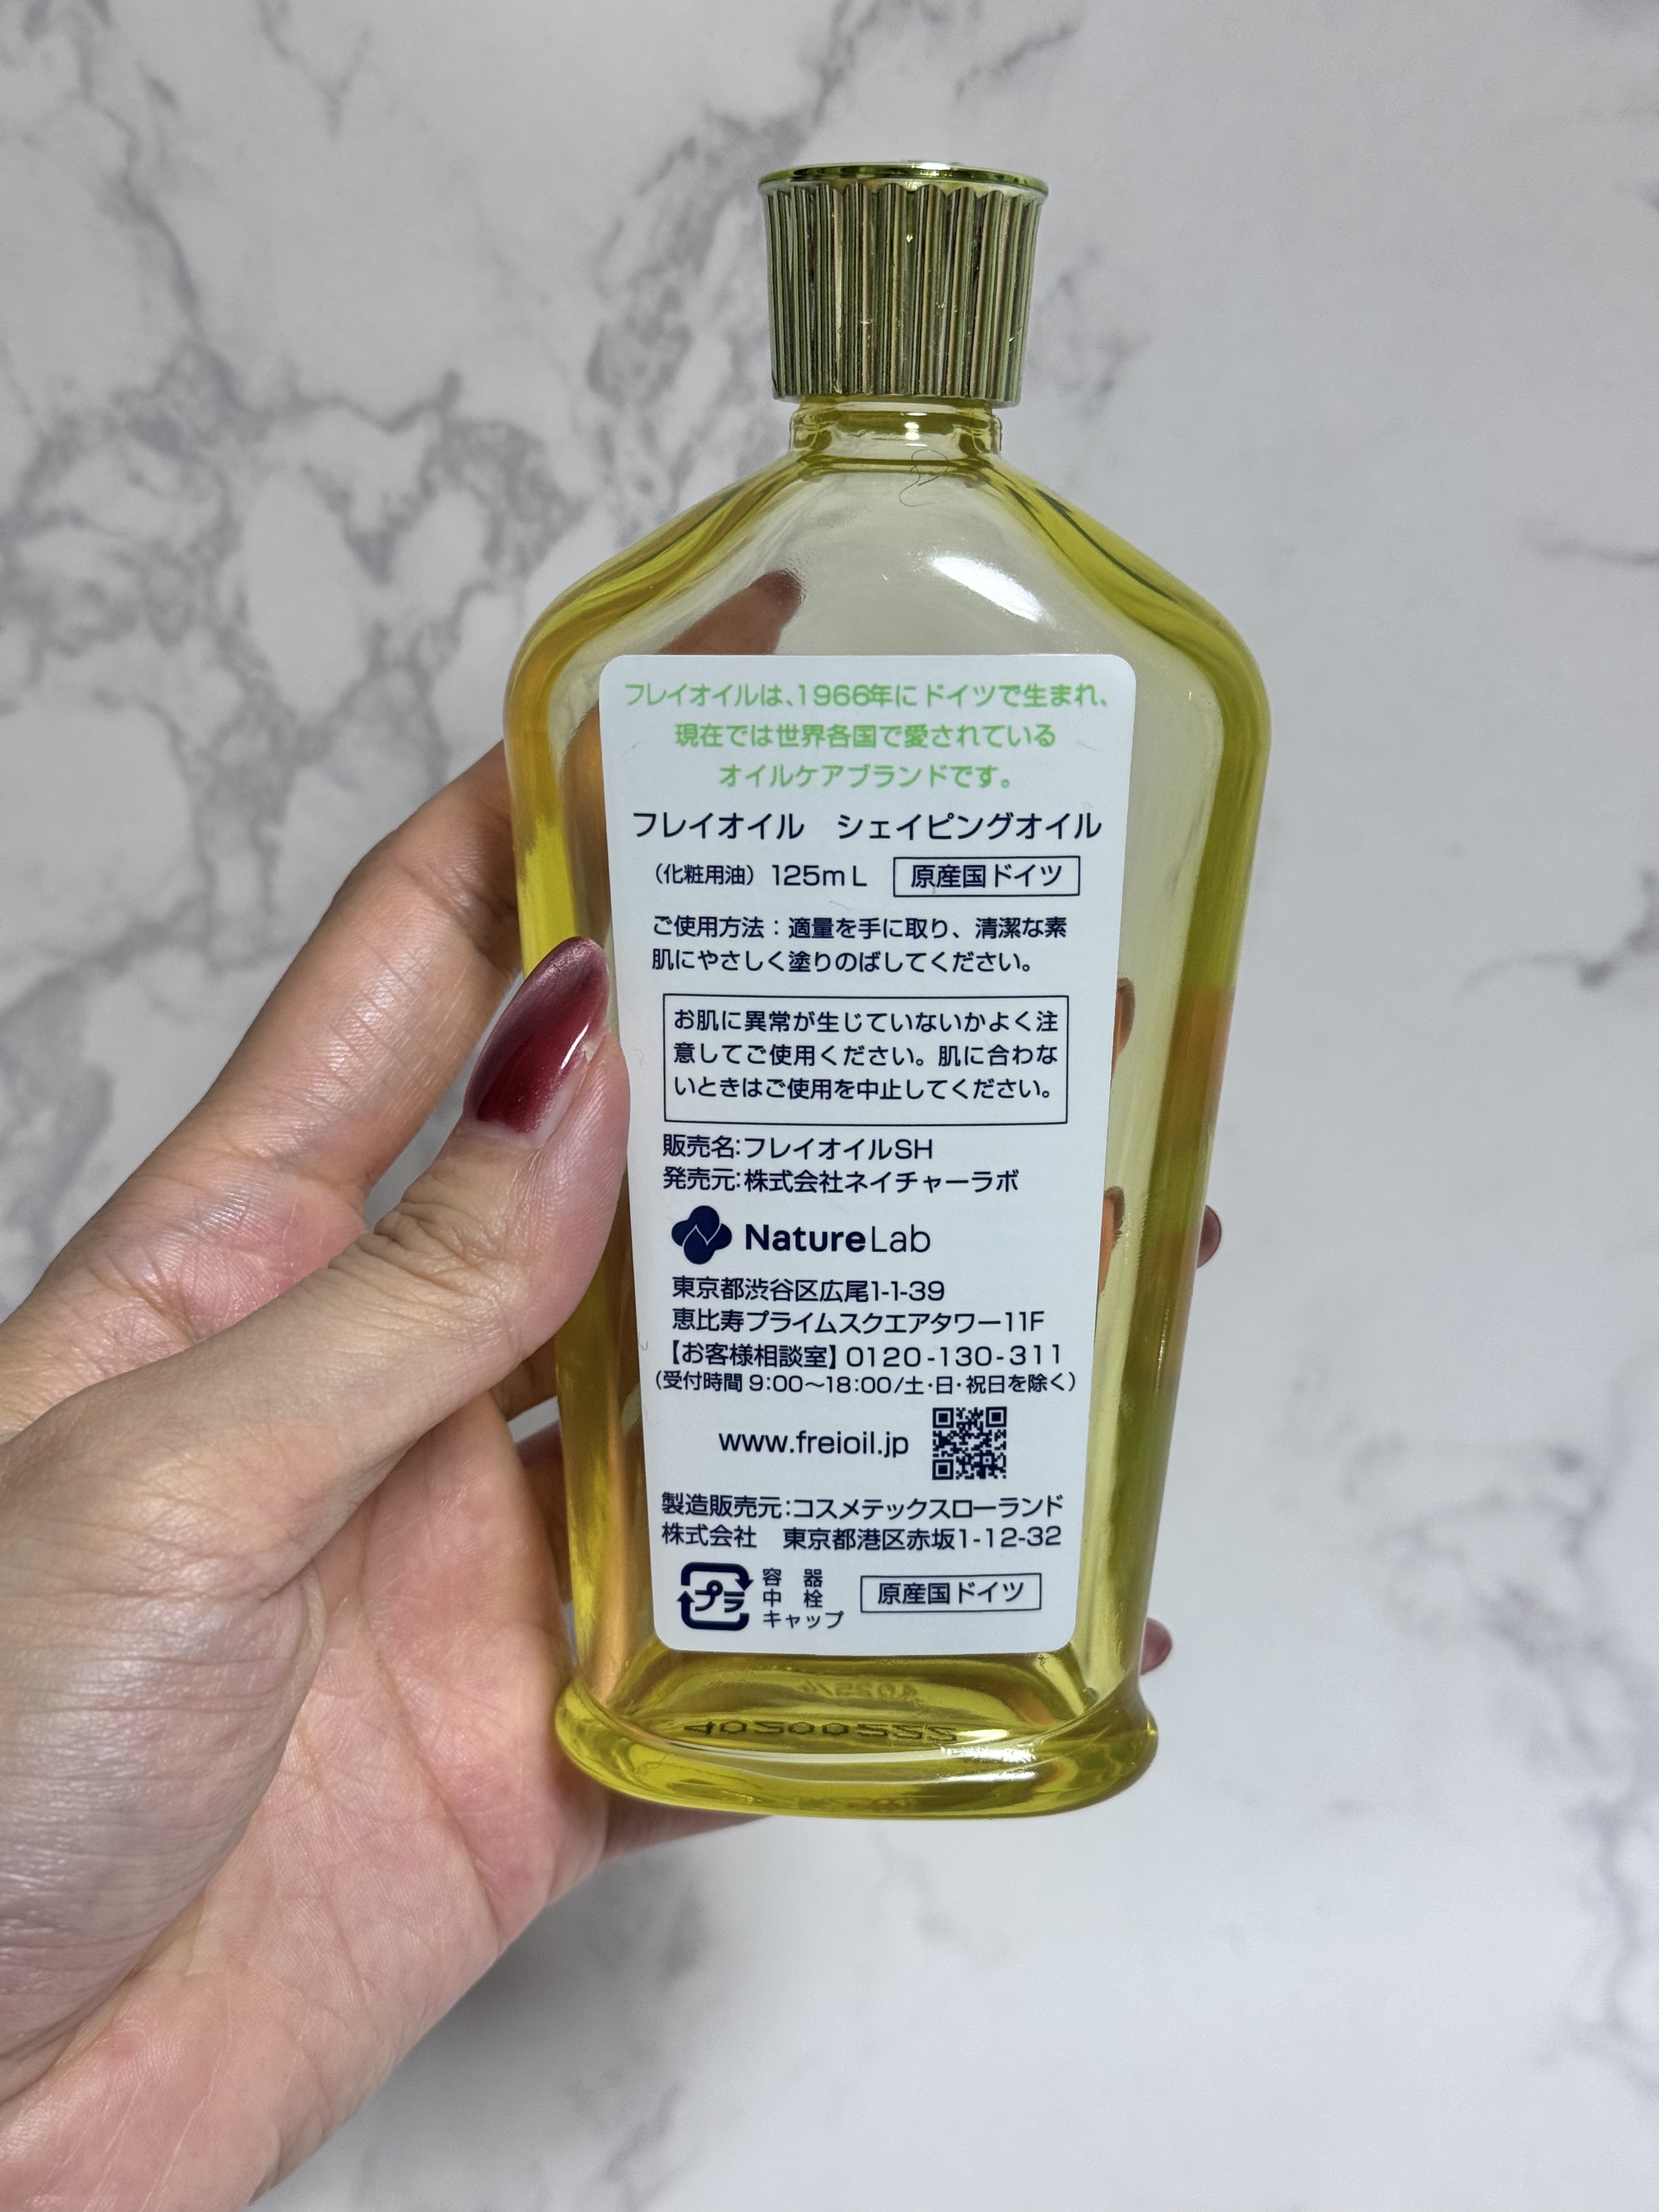 フレイオイルは、1966年にドイツで生まれ、
現在では世界各国で愛されている
オイルケアブランドです。
フレイオイル　シェイピングオイル
（化粧用油）125mL 原産国ドイツ
ご使用方法：適量を手に取り、清潔な素
肌にやさしく塗りのばしてください。
お肌に異常が生じていないかよく注
意してご使用ください。肌に合わな
いときはご使用を中止してください。
販売名：フレイオイルSH
発売元：株式会社ネイチャーラボ
NatureLab
東京都渋谷区広尾1-1-39
恵比寿プライムスクエアタワー11F
【お客様相談室】0120-130-311
（受付時間 9:00～18:00/土・日・祝日を除く）
www.freioil.jp
製造販売元：コスメテックスローランド
株式会社　東京都港区赤坂1-12-32
プラ 容　器
中　栓
キャップ
原産国ドイツ